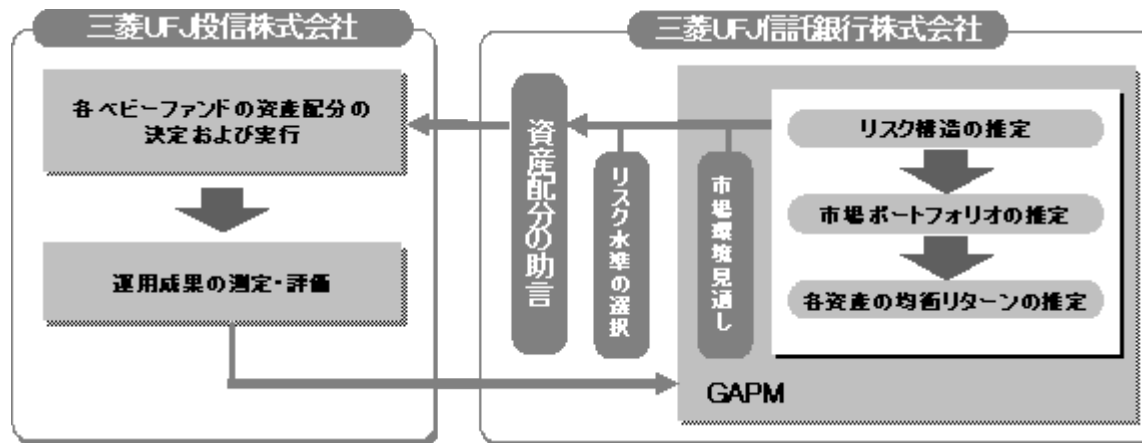 三菱UFJ投信株式会社
各ベビーファンドの資産配分の
決定および実行
運用成果の測定・評価
三菱UFJ信託銀行株式会社
資産配分の助言
リスク水準の選択
市場環境見通し
リスク構造の推定
市場ポートフォリオの推定
各資産の均衡リターンの推定
GAPM